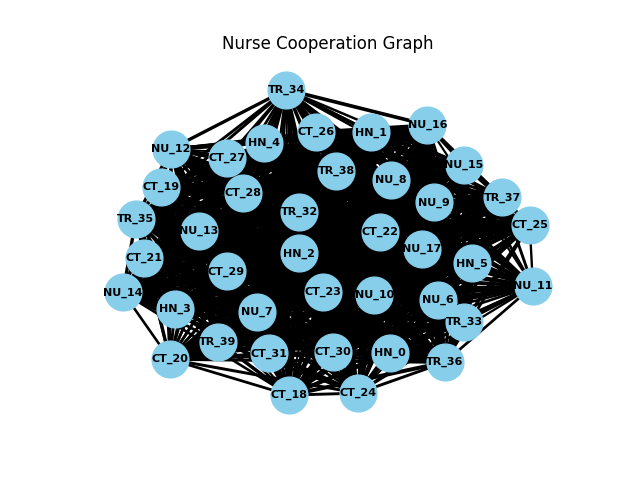 Nurse Cooperation Graph
TR_34
NU_16
CT_26
HN_1
HN_4
NU_12
CT_27
NU_15
TR_38
NU_8
CT_19
CT_28
TR_37
NU_9
TR_32
TR_35
CT_25
NU_13
CT_22
NU_17
HN_2
CT_21
HN_5
CT_29
NU_11
NU_14
CT_23
NU_10
NU_6
HN_3
NU_7
TR_33
TR_39
CT_31
CT_30
HN_0
CT_20
TR_36
CT_24
CT_18